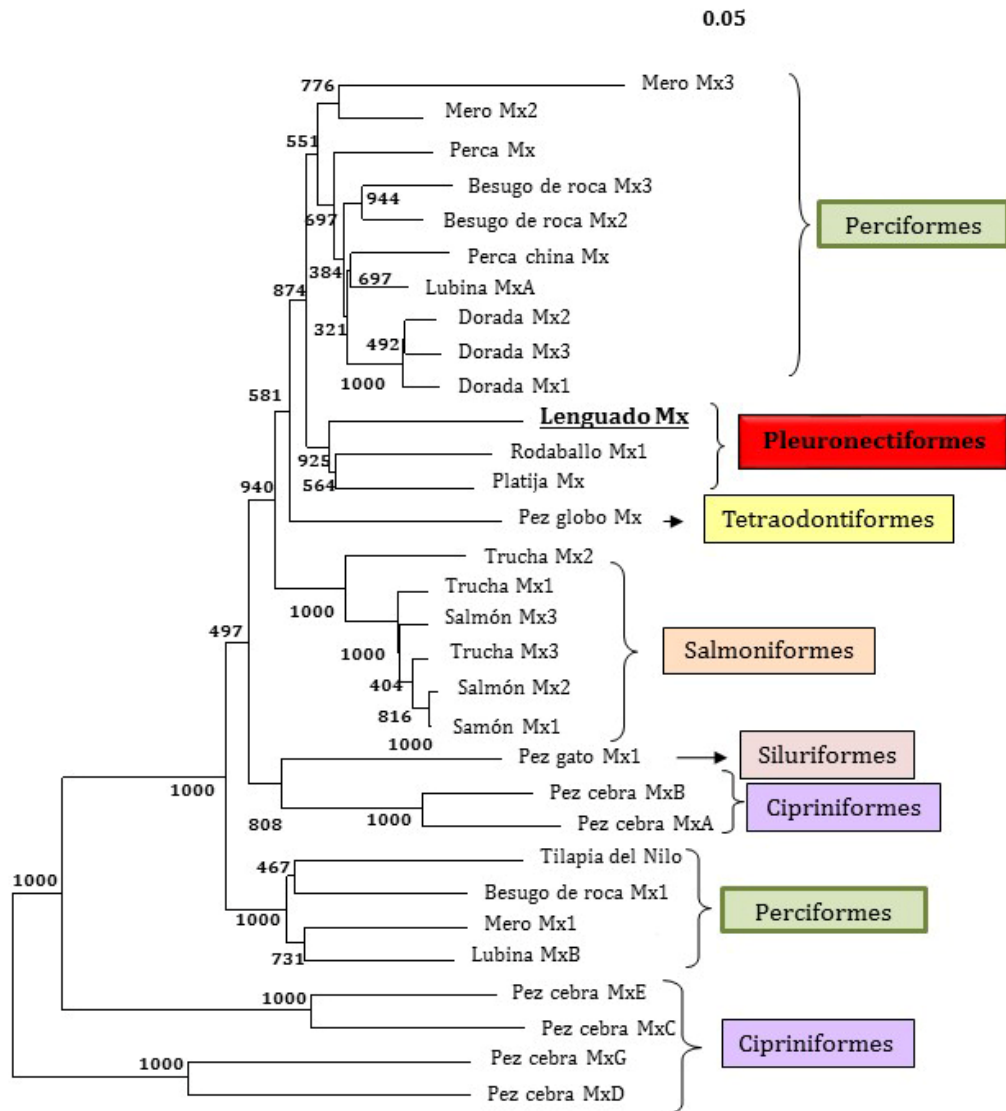 0.05
776
Mero Mx3
Mero Mx2
551
Perca Mx
Besugo de roca Mx3
944
697
Besugo de roca Mx2
Perciformes
Perca china Mx
384
697
Lubina MxA
874
Dorada Mx2
321
492
Dorada Mx3
1000
Dorada Mx1
581
Lenguado Mx
Pleuronectiformes
Rodaballo Mx1
925
564
Platija Mx
940
Pez globo Mx
Tetraodontiformes
Trucha Mx2
Trucha Mx1
1000
Salmón Mx3
497
1000
Trucha Mx3
Salmoniformes
404
Salmón Mx2
816
Samón Mx1
1000
Pez gato Mx1
Siluriformes
1000
Pez cebra MxB
808
1000
Pez cebra MxA
Cipriniformes
Tilapia del Nilo
467
1000
Besugo de roca Mx1
Perciformes
1000
Mero Mx1
731
Lubina MxB
Pez cebra MxE
1000
Pez cebra MxC
Cipriniformes
Pez cebra MxG
1000
Pez cebra MxD